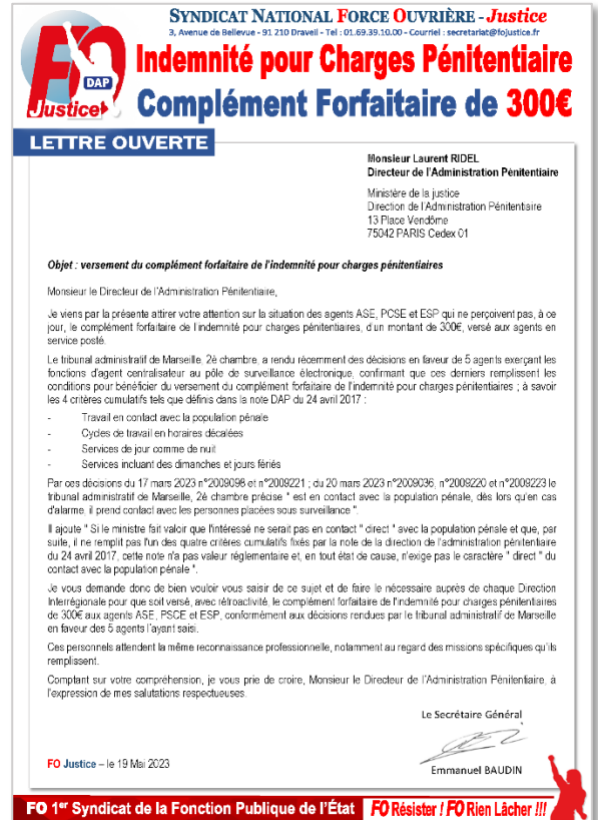 SYNDICAT NATIONAL FORCE OUVRIÈRE - Justice
3, Avenue de Bellevue - 91 210 Draveil - Tel : 01.69.39.10.00 - Courriel : secretariat@fojustice.fr
FO
DAP
Justice
Indemnité pour Charges Pénitentiaire
Complément Forfaitaire de 300€
LETTRE OUVERTE
Monsieur Laurent RIDEL
Directeur de l'Administration Pénitentiaire
Ministère de la justice
Direction de l'Administration Pénitentiaire
13 Place Vendôme
75042 PARIS Cedex 01
Objet : versement du complément forfaitaire de l'indemnité pour charges pénitentiaires
Monsieur le Directeur de l'Administration Pénitentiaire,
Je viens par la présente attirer votre attention sur la situation des agents ASE, PCSE et ESP qui ne perçoivent pas, à ce
jour, le complément forfaitaire de l'indemnité pour charges pénitentiaires, d'un montant de 300€, versé aux agents en
service posté.
Le tribunal administratif de Marseille, 2è chambre, a rendu récemment des décisions en faveur de 5 agents exerçant les
fonctions d'agent centralisateur au pôle de surveillance électronique, confirmant que ces derniers remplissent les
conditions pour bénéficier du versement du complément forfaitaire de l'indemnité pour charges pénitentiaires ; à savoir
les 4 critères cumulatifs tels que définis dans la note DAP du 24 avril 2017 :
- Travail en contact avec la population pénale
- Cycles de travail en horaires décalées
- Services de jour comme de nuit
- Services incluant des dimanches et jours fériés
Par ces décisions du 17 mars 2023 n°2009098 et n°2009221 ; du 20 mars 2023 n°2009036, n°2009220 et n°2009223 le
tribunal administratif de Marseille, 2è chambre précise " est en contact avec la population pénale, dès lors qu'en cas
d'alarme, il prend contact avec les personnes placées sous surveillance ".
Il ajoute " Si le ministre fait valoir que l'intéressé ne serait pas en contact " direct " avec la population pénale et que, par
suite, il ne remplit pas l'un des quatre critères cumulatifs fixés par la note de la direction de l'administration pénitentiaire
du 24 avril 2017, cette note n'a pas valeur réglementaire et, en tout état de cause, n'exige pas le caractère " direct " du
contact avec la population pénale ".
Je vous demande donc de bien vouloir vous saisir de ce sujet et de faire le nécessaire auprès de chaque Direction
Interrégionale pour que soit versé, avec rétroactivité, le complément forfaitaire de l'indemnité pour charges pénitentiaires
de 300€ aux agents ASE, PSCE et ESP, conformément aux décisions rendues par le tribunal administratif de Marseille
en faveur des 5 agents l'ayant saisi.
Ces personnels attendent la même reconnaissance professionnelle, notamment au regard des missions spécifiques qu'ils
remplissent.
Comptant sur votre compréhension, je vous prie de croire, Monsieur le Directeur de l'Administration Pénitentiaire, à
l'expression de mes salutations respectueuses.
Le Secrétaire Général
FO Justice – le 19 Mai 2023
Emmanuel BAUDIN
FO 1er Syndicat de la Fonction Publique de l'État
FO Résister ! FO Rien Lâcher !!!